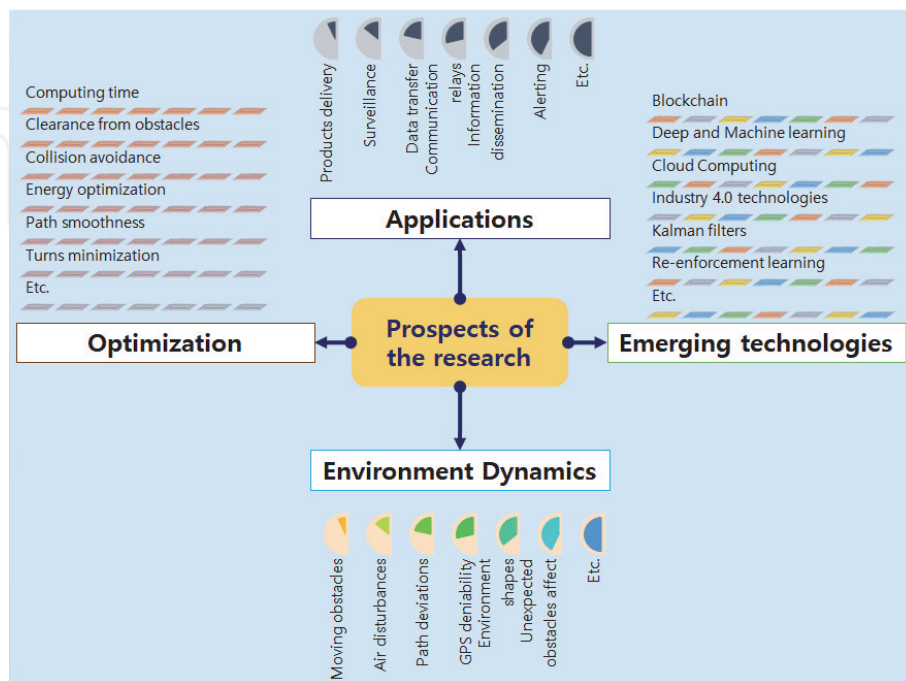 Products delivery
Surveillance
Data transfer
Communication
relays
Information
dissemination
Alerting
Etc.
Computing time
Clearance from obstacles
Collision avoidance
Energy optimization
Path smoothness
Turns minimization
Etc.
Blockchain
Deep and Machine learning
Cloud Computing
Industry 4.0 technologies
Kalman filters
Re-enforcement learning
Etc.
Applications
Optimization
Prospects of
the research
Emerging technologies
Environment Dynamics
Moving obstacles
Air disturbances
Path deviations
GPS deniability
Environment
shapes
Unexpected
obstacles affect
Etc.